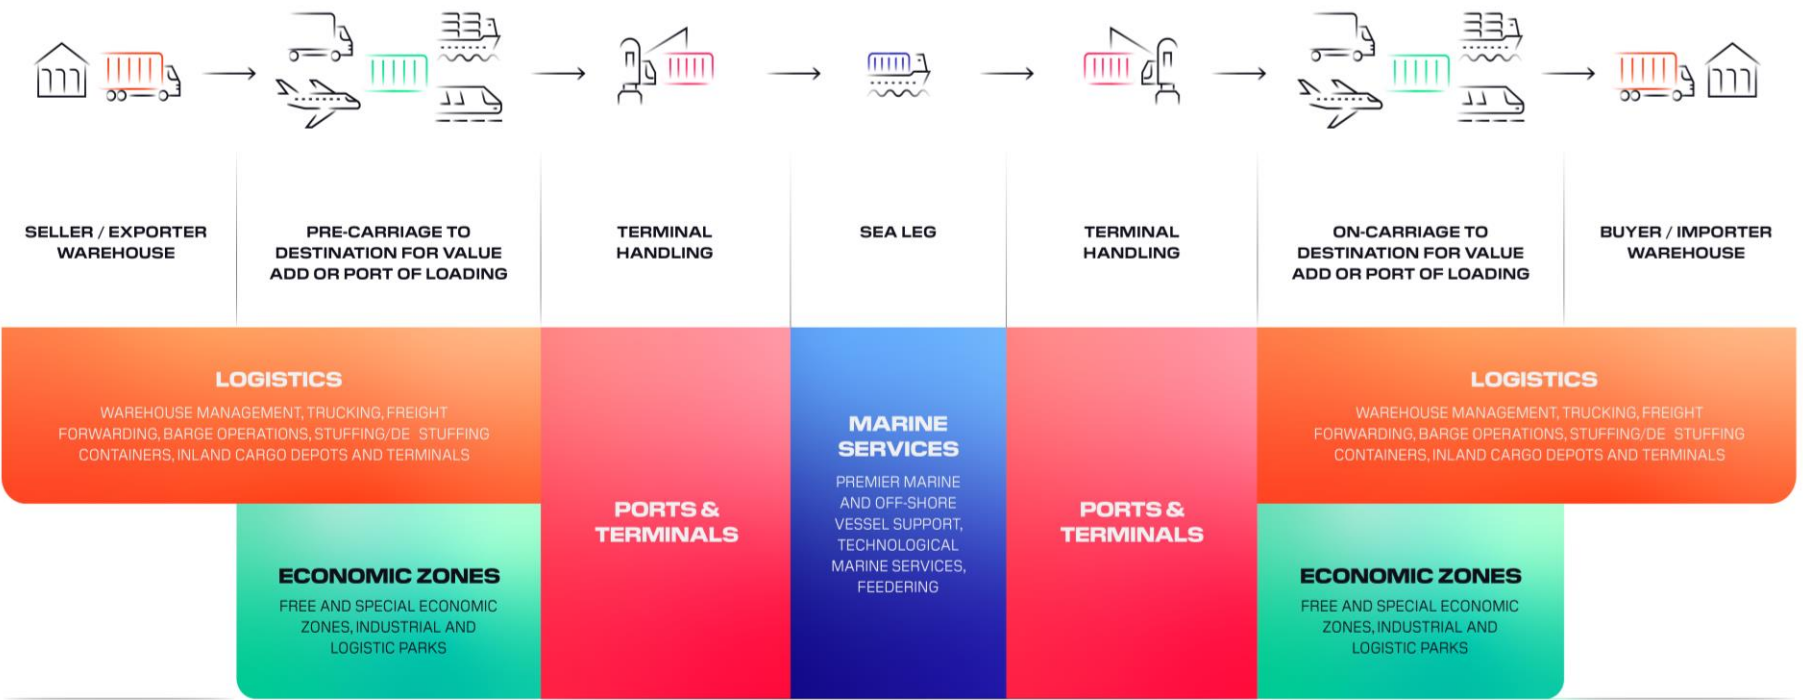 SELLER / EXPORTER
WAREHOUSE
PRE-CARRIAGE TO
DESTINATION FOR VALUE
ADD OR PORT OF LOADING
TERMINAL
HANDLING
SEA LEG
TERMINAL
HANDLING
ON-CARRIAGE TO
DESTINATION FOR VALUE
ADD OR PORT OF LOADING
BUYER / IMPORTER
WAREHOUSE
LOGISTICS
WAREHOUSE MANAGEMENT, TRUCKING, FREIGHT
FORWARDING, BARGE OPERATIONS, STUFFING/DE STUFFING
CONTAINERS, INLAND CARGO DEPOTS AND TERMINALS
ECONOMIC ZONES
FREE AND SPECIAL ECONOMIC
ZONES, INDUSTRIAL AND
LOGISTIC PARKS
PORTS &
TERMINALS
MARINE
SERVICES
PREMIER MARINE
AND OFF-SHORE
VESSEL SUPPORT,
TECHNOLOGICAL
MARINE SERVICES,
FEEDERING
PORTS &
TERMINALS
LOGISTICS
WAREHOUSE MANAGEMENT, TRUCKING, FREIGHT
FORWARDING, BARGE OPERATIONS, STUFFING/DE STUFFING
CONTAINERS, INLAND CARGO DEPOTS AND TERMINALS
ECONOMIC ZONES
FREE AND SPECIAL ECONOMIC
ZONES, INDUSTRIAL AND
LOGISTIC PARKS